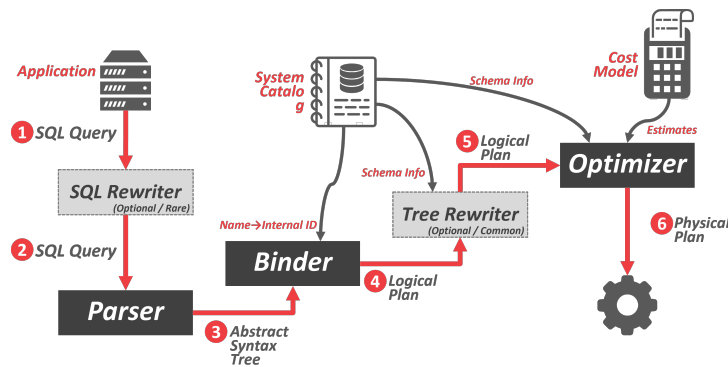 Application
System
Catalo
g
Schema Info
Cost
Model
1 SQL Query
Estimates
5 Logical
Plan
Optimizer
SQL Rewriter
(Optional / Rare)
Schema Info
Tree Rewriter
(Optional / Common)
Name→Internal ID
2 SQL Query
Binder
4 Logical
Plan
6 Physical
Plan
Parser
3 Abstract
Syntax
Tree